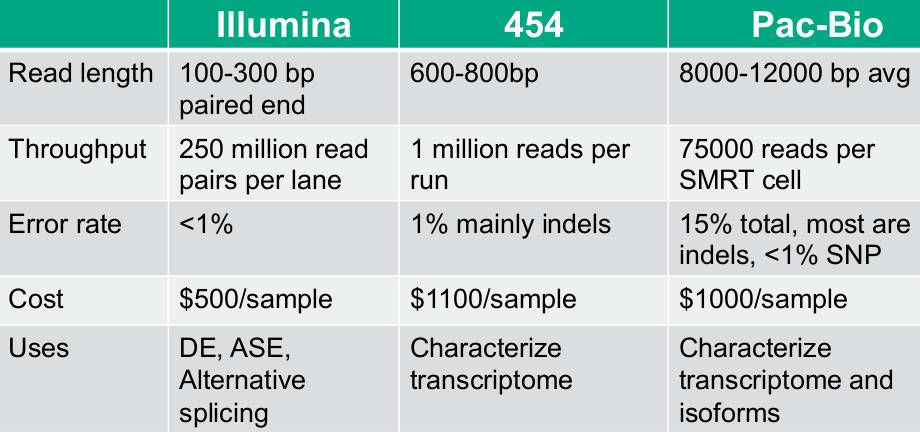 Illumina 454 Pac-Bio
Read length 100-300 bp 600-800bp 8000-12000 bp avg
paired end
Throughput 250 million read 1 million reads per 75000 reads per
pairs per lane run SMRT cell
Error rate <1% 1% mainly indels 15% total, most are
indels, <1% SNP
Cost $500/sample $1100/sample $1000/sample
Uses DE, ASE, Characterize Characterize
Alternative transcriptome transcriptome and
splicing isoforms